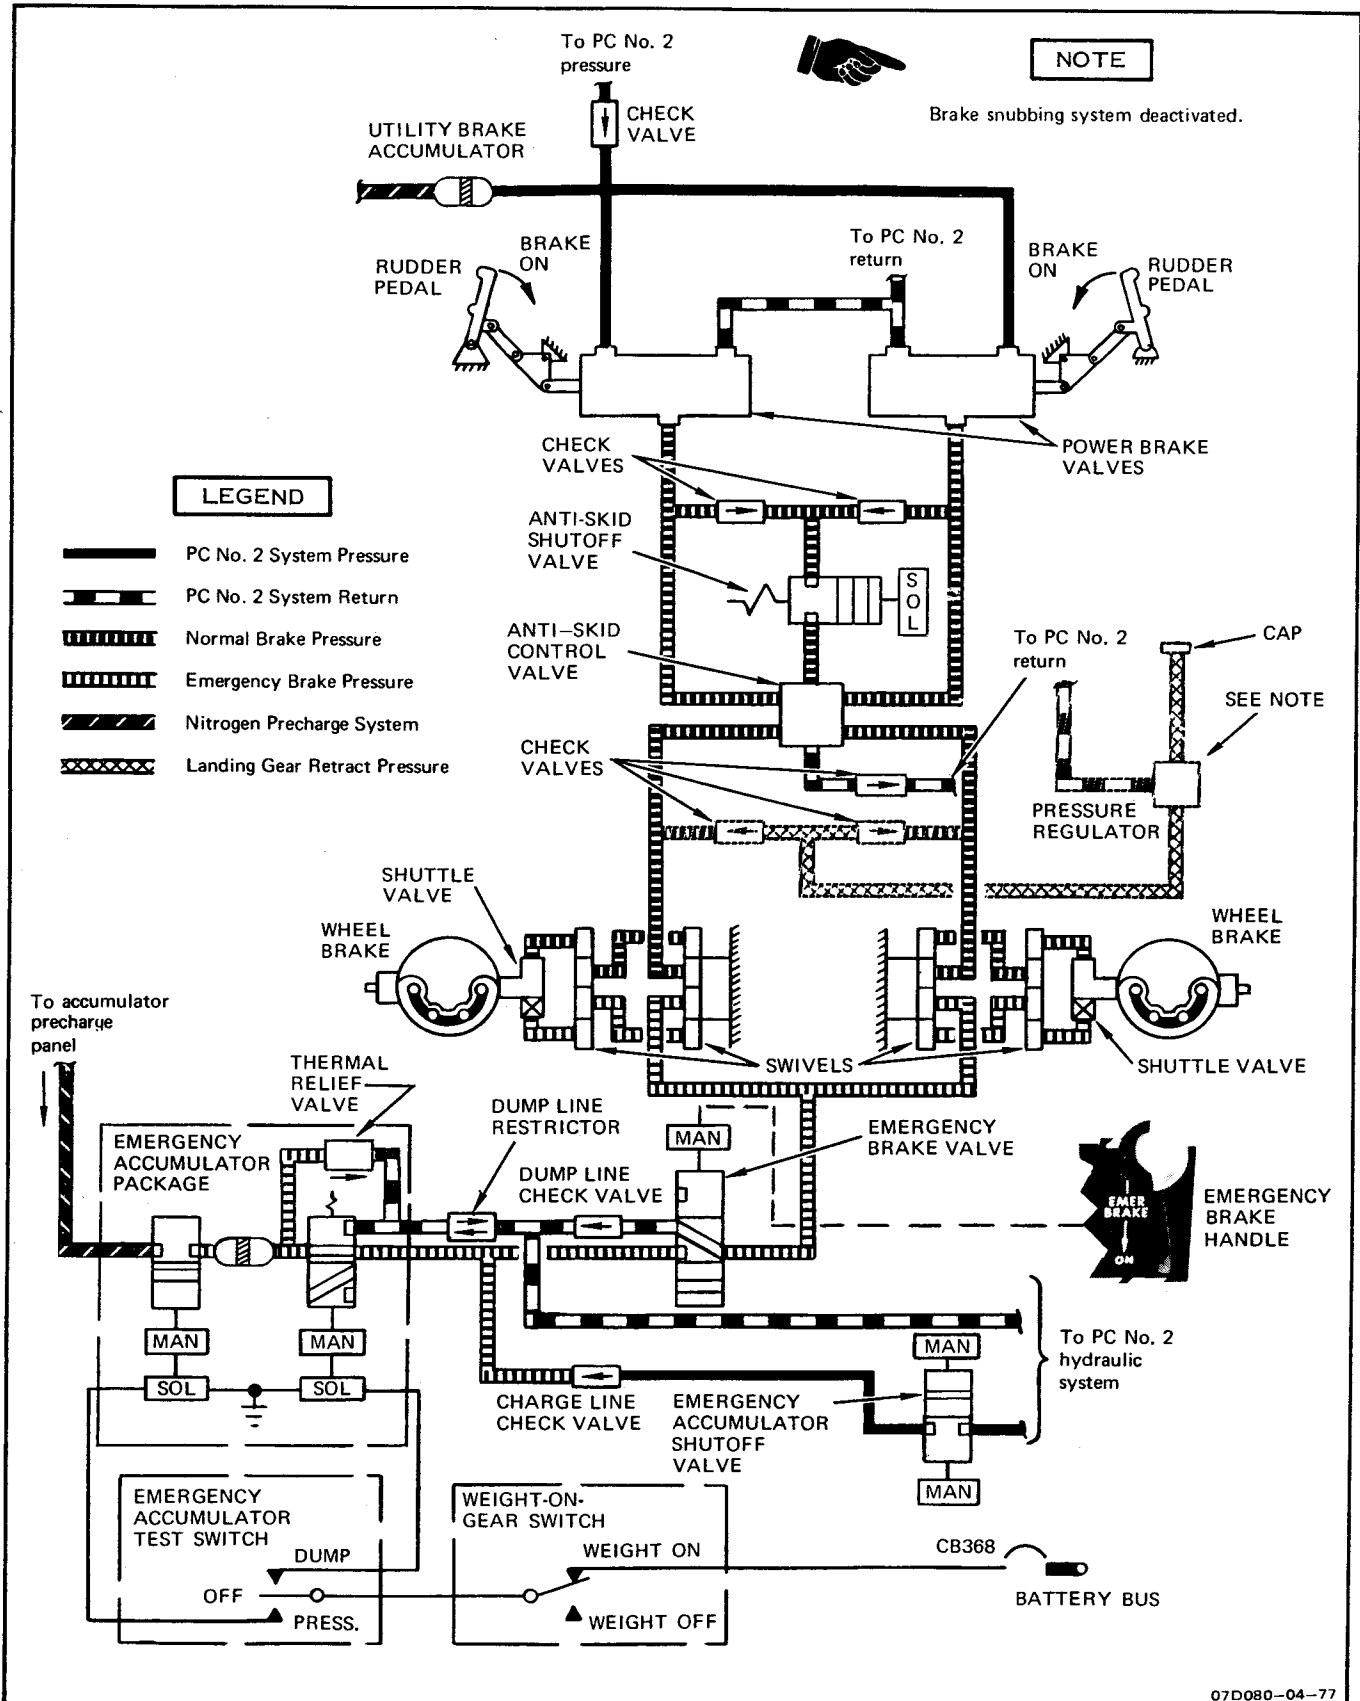 To PC No. 2
pressure
NOTE
CHECK
VALVE
Brake snubbing system deactivated.
UTILITY BRAKE
ACCUMULATOR
To PC No. 2
return
BRAKE
ON
RUDDER
PEDAL
BRAKE
ON
RUDDER
PEDAL
CHECK
VALVES
POWER BRAKE
VALVES
LEGEND
PC No. 2 System Pressure
PC No. 2 System Return
Normal Brake Pressure
Emergency Brake Pressure
Nitrogen Precharge System
Landing Gear Retract Pressure
ANTI-SKID
SHUTOFF
VALVE
SOL
ANTI-SKID
CONTROL
VALVE
To PC No. 2
return
CAP
SEE NOTE
CHECK
VALVES
PRESSURE
REGULATOR
SHUTTLE
VALVE
WHEEL
BRAKE
WHEEL
BRAKE
To accumulator
precharge
panel
SWIVELS
SHUTTLE VALVE
THERMAL
RELIEF
VALVE
DUMP LINE
RESTRICTOR
MAN
EMERGENCY
BRAKE VALVE
EMERGENCY
ACCUMULATOR
PACKAGE
DUMP LINE
CHECK VALVE
EMER
BRAKE
ON
EMERGENCY
BRAKE
HANDLE
MAN
MAN
SOL
SOL
MAN
To PC No. 2
hydraulic
system
CHARGE LINE
CHECK VALVE
EMERGENCY
ACCUMULATOR
SHUTOFF
VALVE
MAN
EMERGENCY
ACCUMULATOR
TEST SWITCH
DUMP
OFF
PRESS.
WEIGHT-ON-
GEAR SWITCH
WEIGHT ON
WEIGHT OFF
CB368
BATTERY BUS
07D080-04-77